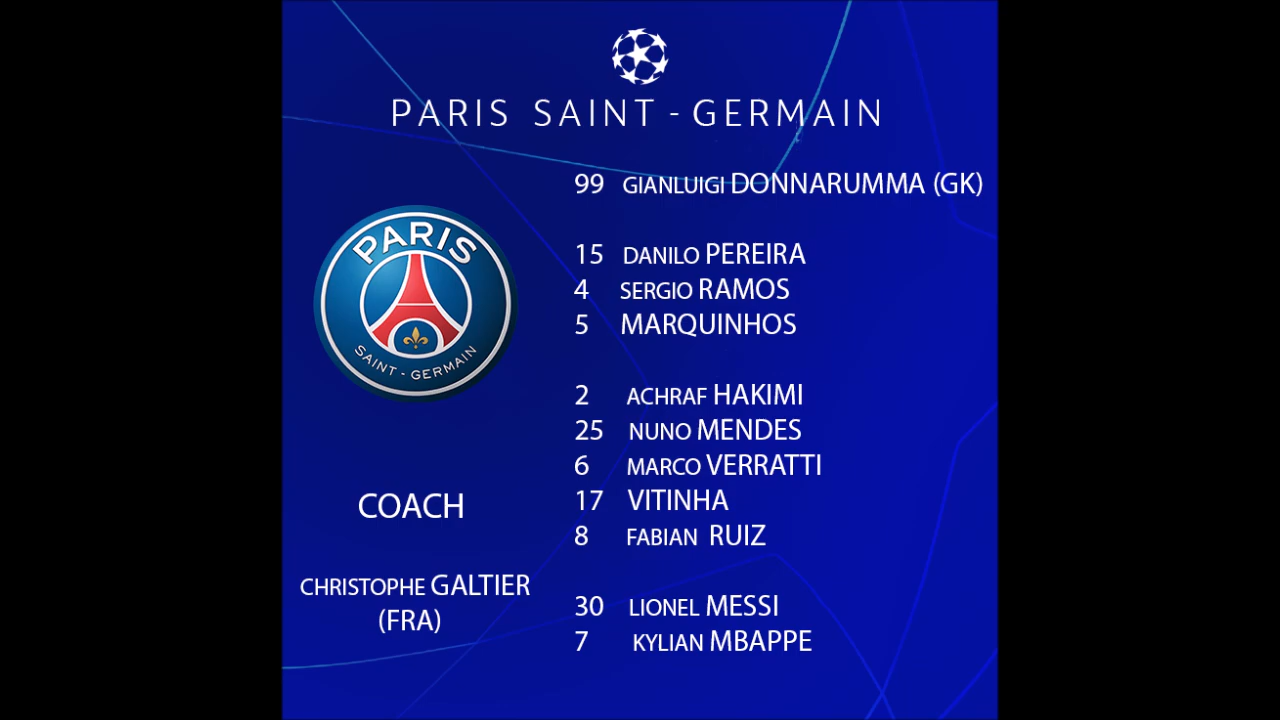 PARIS SAINT - GERMAIN
99 GIANLUIGI DONNARUMMA (GK)
15 DANILO PEREIRA
4 SERGIO RAMOS
5 MARQUINHOS
2 ACHRAF HAKIMI
25 NUNO MENDES
6 MARCO VERRATTI
17 VITINHA
8 FABIAN RUIZ
30 LIONEL MESSI
7 KYLIAN MBAPPE
PARIS
SAINT - GERMAIN
COACH
CHRISTOPHE GALTIER
(FRA)